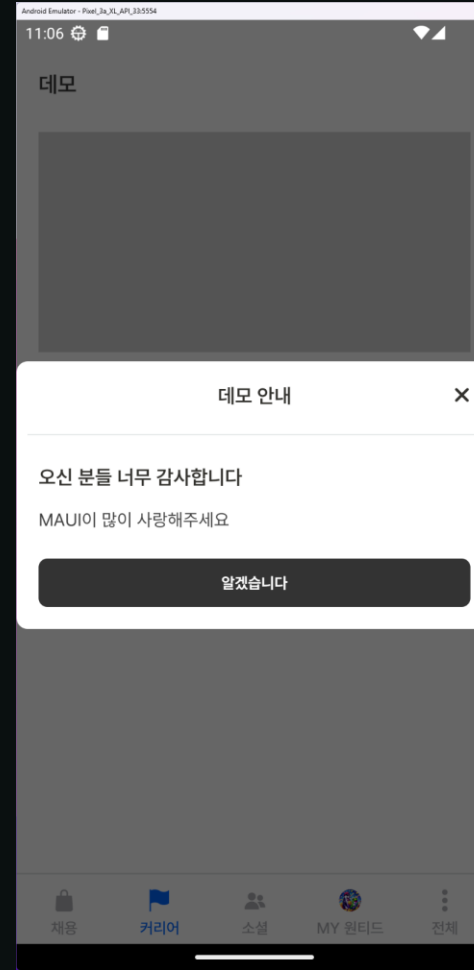 Android Emulator - Pixel_3a_XL_API_33:5554
11:06
데모
데모 안내
오신 분들 너무 감사합니다
MAUI이 많이 사랑해주세요
알겠습니다
채용 커리어 소셜 MY 원티드 전체